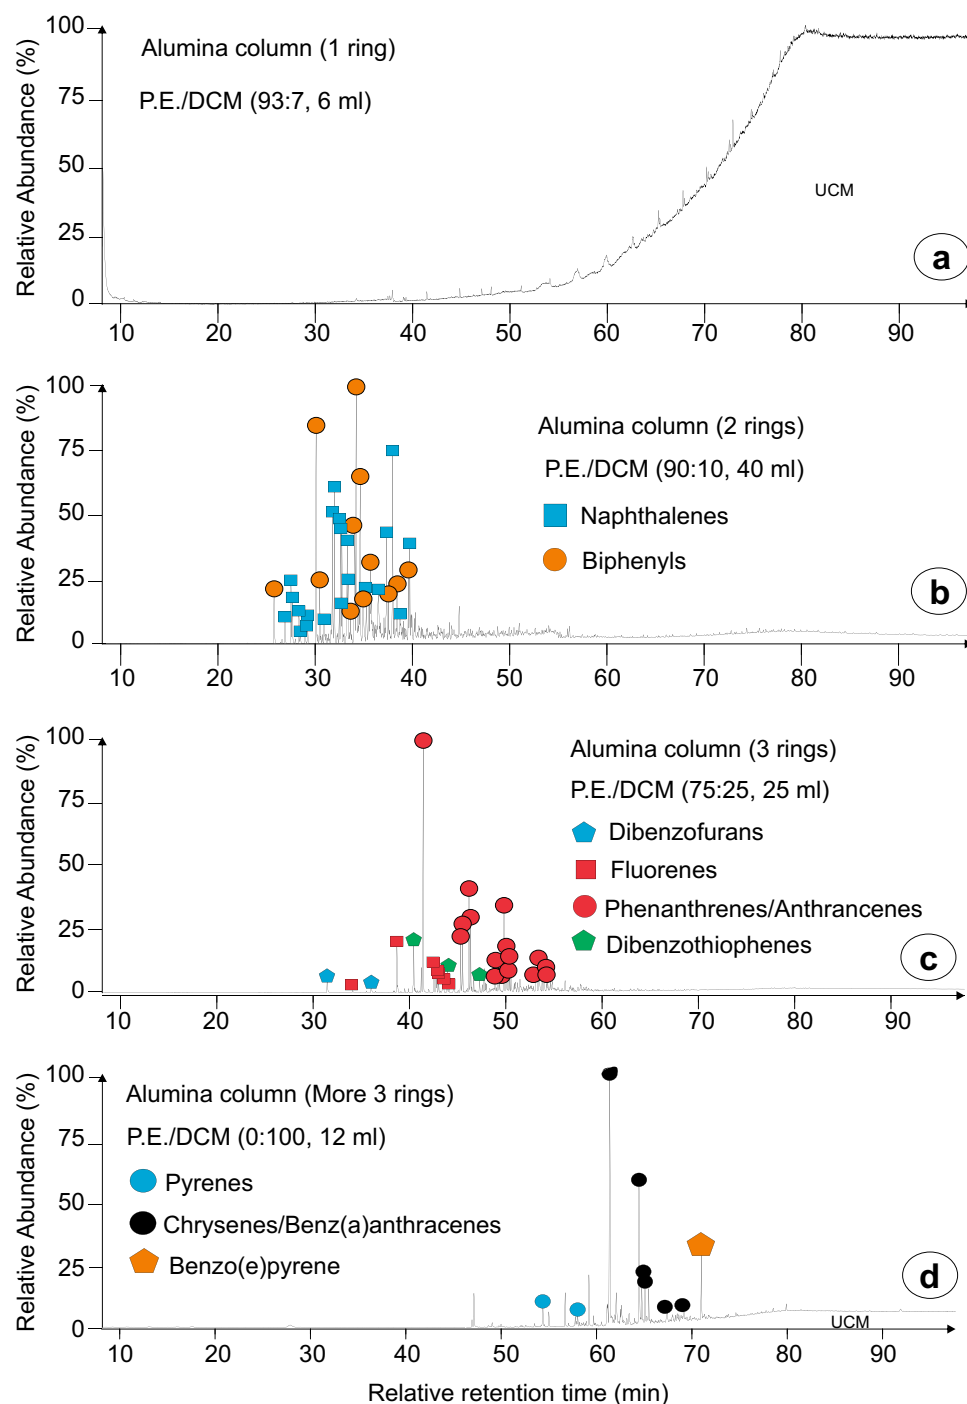 Relative Abundance (%)
100
75
50
25
0
Alumina column (1 ring)
P.E./DCM (93:7, 6 ml)
UCM
a
10 20 30 40 50 60 70 80 90
Relative Abundance (%)
100
75
50
25
0
Alumina column (2 rings)
P.E./DCM (90:10, 40 ml)
Naphthalenes
Biphenyls
b
10 20 30 40 50 60 70 80 90
Relative Abundance (%)
100
75
50
25
0
Alumina column (3 rings)
P.E./DCM (75:25, 25 ml)
Dibenzofurans
Fluorenes
Phenanthrenes/Anthrancenes
Dibenzothiophenes
c
10 20 30 40 50 60 70 80 90
Relative Abundance (%)
100
75
50
25
0
Alumina column (More 3 rings)
P.E./DCM (0:100, 12 ml)
Pyrenes
Chrysenes/Benz(a)anthracenes
Benzo(e)pyrene
d
UCM
10 20 30 40 50 60 70 80 90
Relative retention time (min)